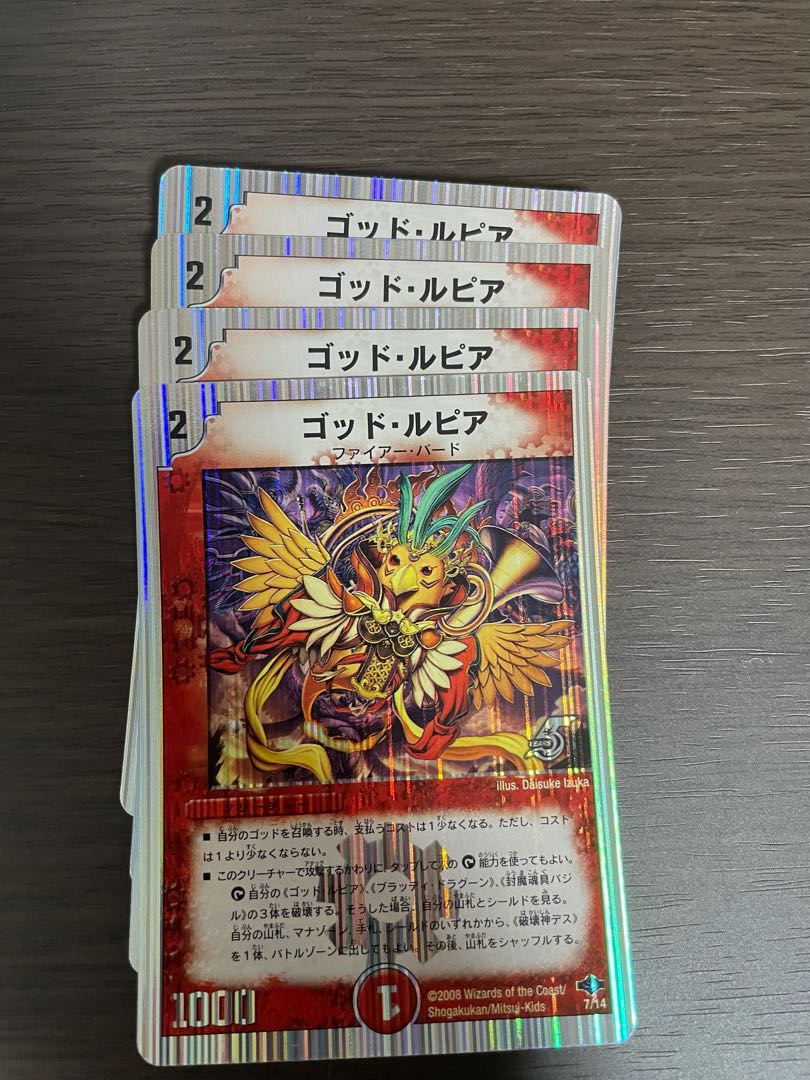 2 ゴッド・ルピア
2 ゴッド・ルピア
2 ゴッド・ルピア
2 ゴッド・ルピア
ファイアー・バード
5 YEARS
illus. Daisuke Izuka
クリーチャー
■ 自分のゴッドを召喚する時、支払うコストは1少なくなる。ただし、コスト
は1より少なくならない。
■ このクリーチャーで攻撃するかわりに、タップして次の 能力を使ってもよい。
自分の《ゴッド・ルピア》、《ブラッディ・ドラグーン》、《封魔魂具バジ
ル》の3体を破壊する。そうした場合、自分の山札とシールドを見る。
自分の山札、マナゾーン、手札、シールドのいずれかから、《破壊神デス》
を1体、バトルゾーンに出してもよい。その後、山札をシャッフルする。
1000
1
©2008 Wizards of the Coast/
Shogakukan/Mitsui-Kids
7/14